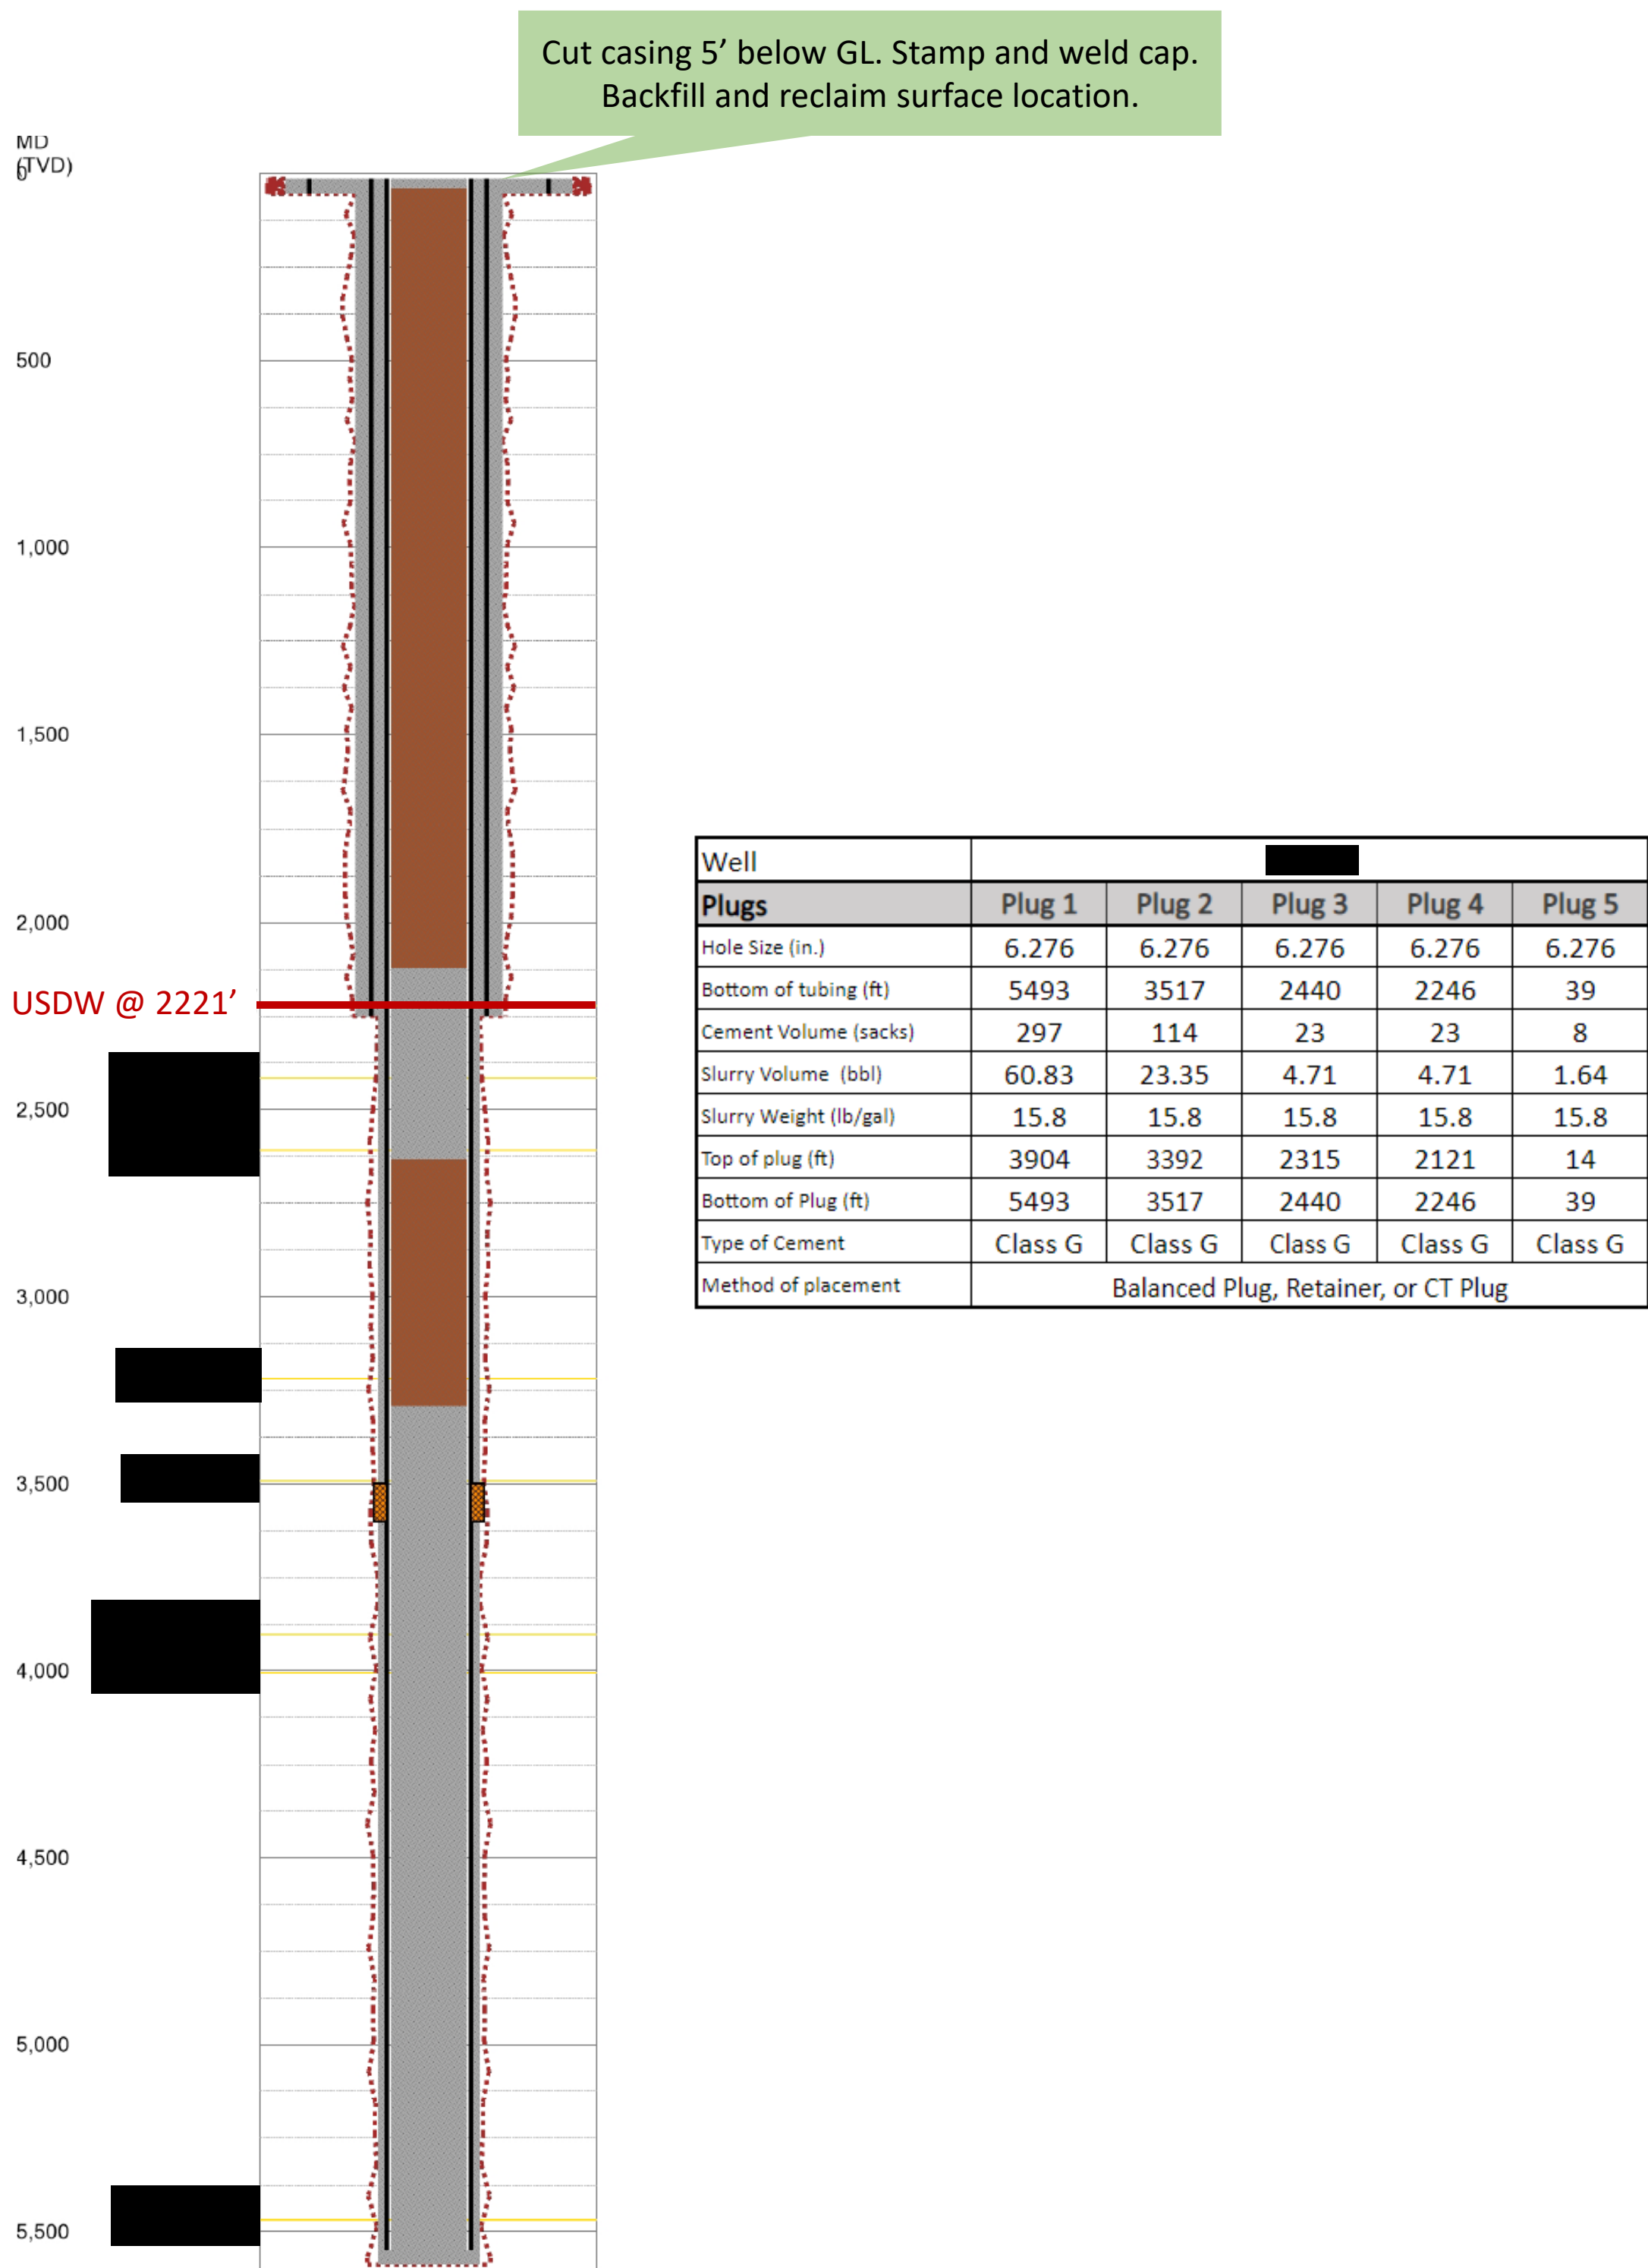 Cut casing 5’ below GL. Stamp and weld cap.
Backfill and reclaim surface location.
MD
(TVD)
0
500
1,000
1,500
2,000
USDW @ 2221’
2,500
3,000
3,500
4,000
4,500
5,000
5,500
Well
Plugs Plug 1 Plug 2 Plug 3 Plug 4 Plug 5
Hole Size (in.) 6.276 6.276 6.276 6.276 6.276
Bottom of tubing (ft) 5493 3517 2440 2246 39
Cement Volume (sacks) 297 114 23 23 8
Slurry Volume (bbl) 60.83 23.35 4.71 4.71 1.64
Slurry Weight (lb/gal) 15.8 15.8 15.8 15.8 15.8
Top of plug (ft) 3904 3392 2315 2121 14
Bottom of Plug (ft) 5493 3517 2440 2246 39
Type of Cement Class G Class G Class G Class G Class G
Method of placement Balanced Plug, Retainer, or CT Plug